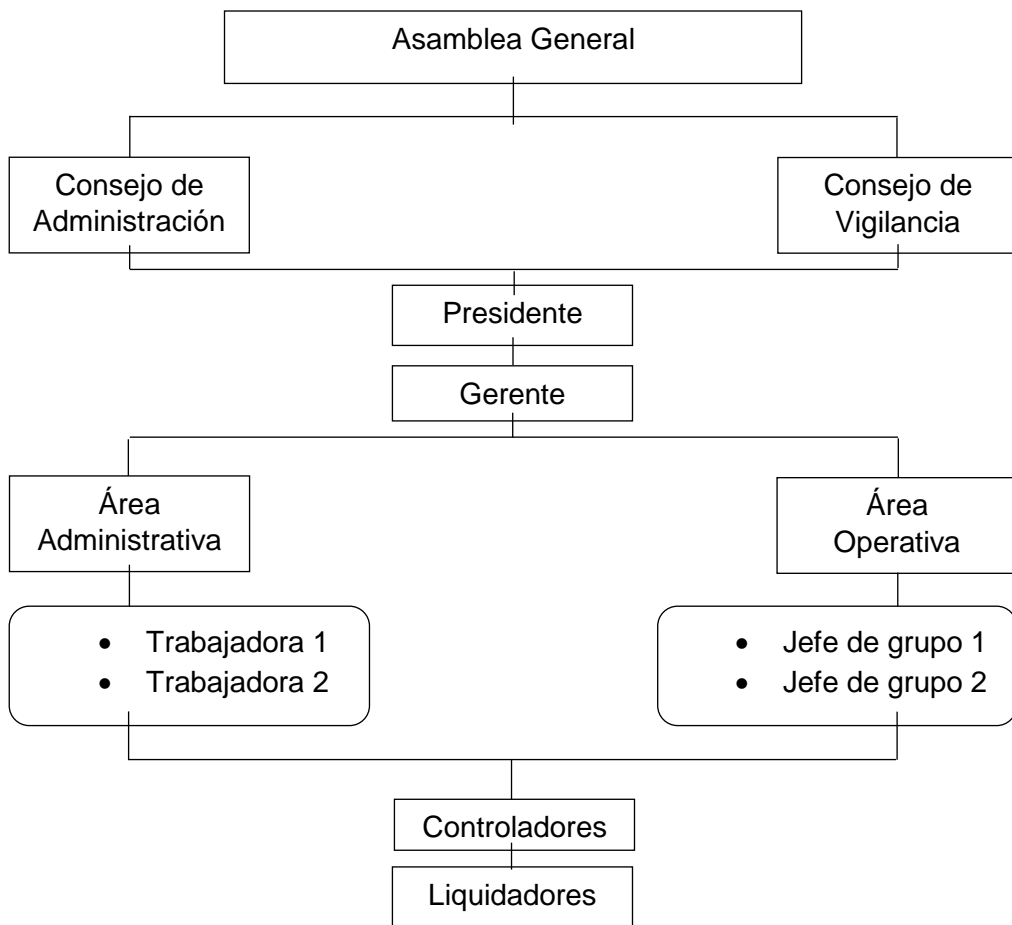 Asamblea General
Consejo de
Administración
Consejo de
Vigilancia
Presidente
Gerente
Área
Administrativa
Área
Operativa
• Trabajadora 1
• Trabajadora 2
• Jefe de grupo 1
• Jefe de grupo 2
Controladores
Liquidadores